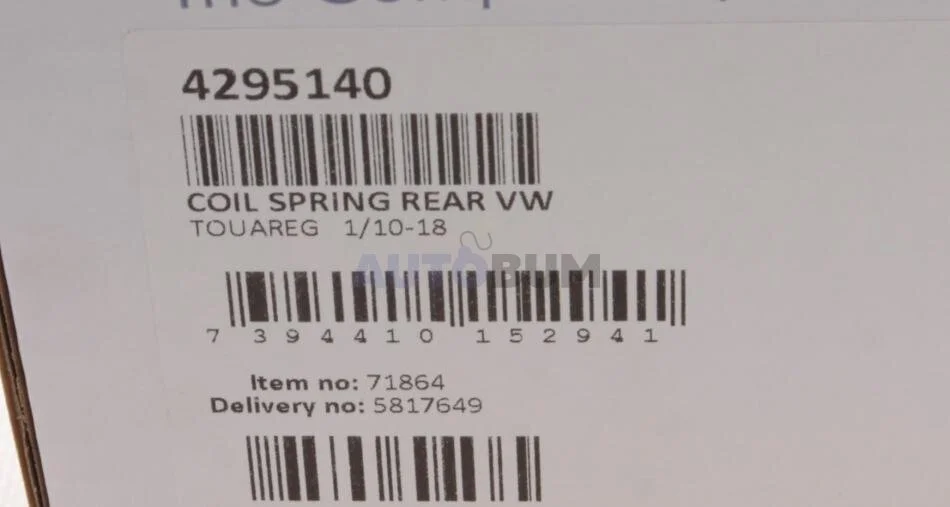 4295140
COIL SPRING REAR VW
TOUAREG 1/10-18
AUTOBUM
7 394410 152941
Item no: 71864
Delivery no: 5817649